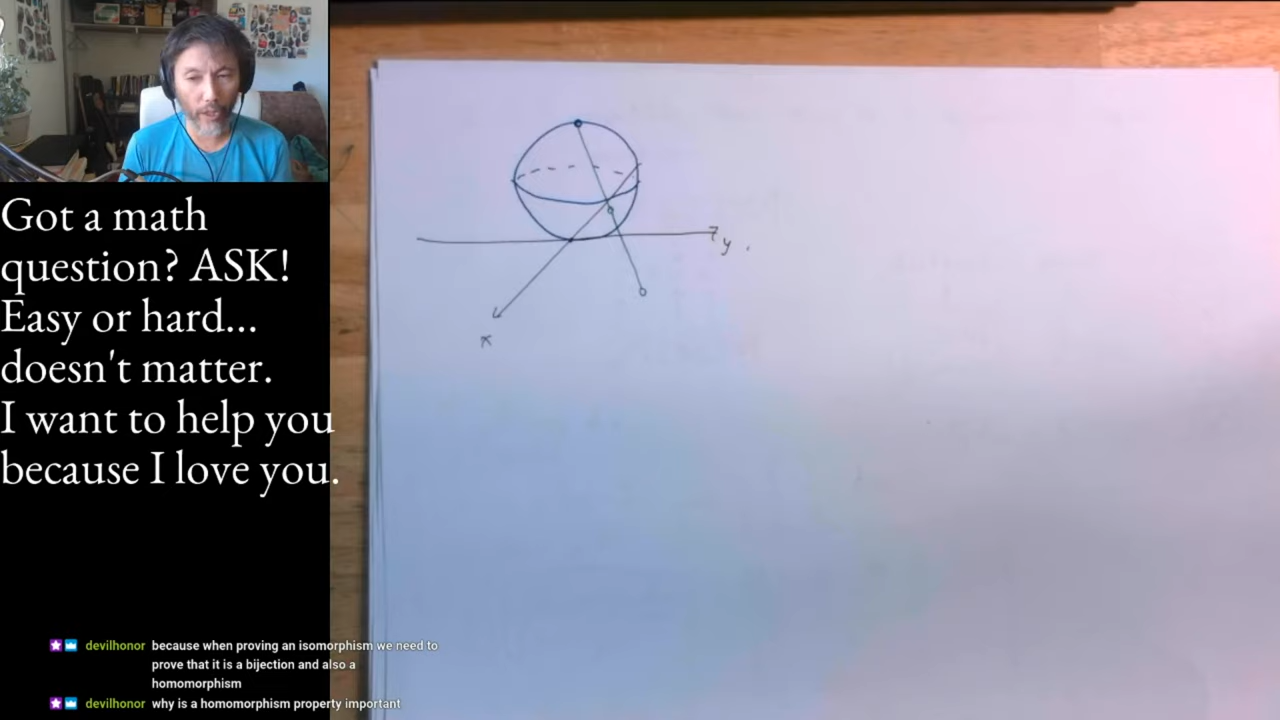 Got a math
question? ASK!
Easy or hard...
doesn't matter.
I want to help you
because I love you.
y
x
devilhonor because when proving an isomorphism we need to
prove that it is a bijection and also a
homomorphism
devilhonor why is a homomorphism property important